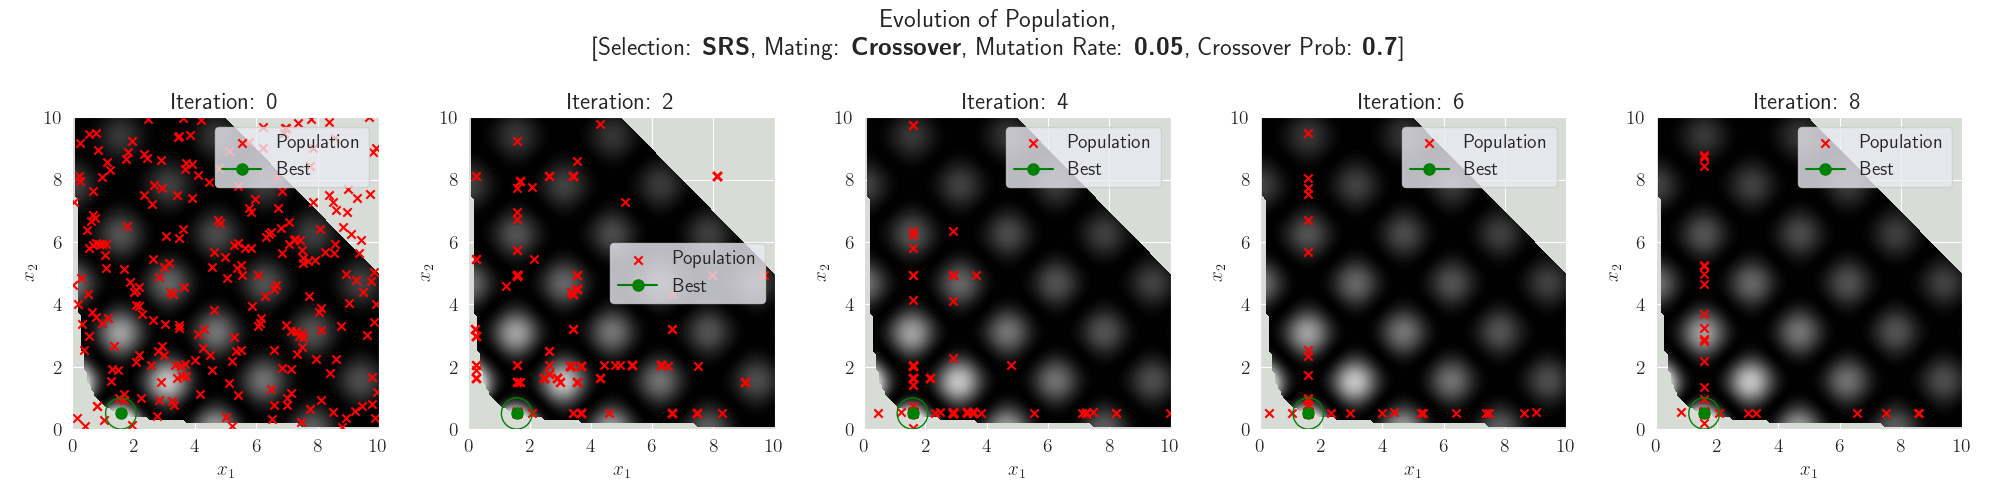 Evolution of Population,
[Selection: SRS, Mating: Crossover, Mutation Rate: 0.05, Crossover Prob: 0.7]
Iteration: 0
10
8
6
4
2
0
x2
Population
Best
0 2 4 6 8 10
x1
Iteration: 2
10
8
6
4
2
0
x2
Population
Best
0 2 4 6 8 10
x1
Iteration: 4
10
8
6
4
2
0
x2
Population
Best
0 2 4 6 8 10
x1
Iteration: 6
10
8
6
4
2
0
x2
Population
Best
0 2 4 6 8 10
x1
Iteration: 8
10
8
6
4
2
0
x2
Population
Best
0 2 4 6 8 10
x1